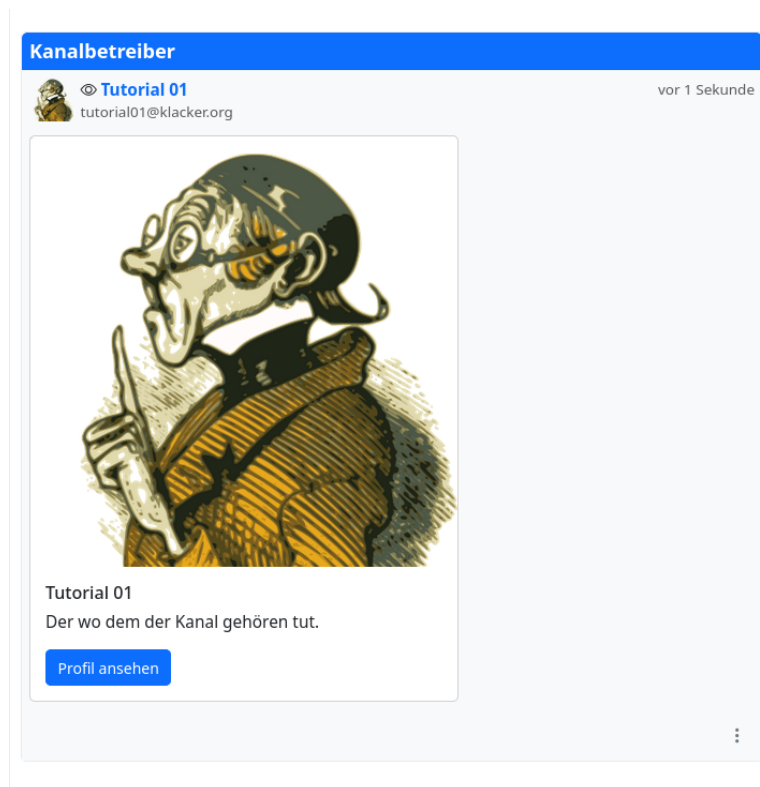 Kanalbetreiber
Tutorial 01
vor 1 Sekunde
tutorial01@klacker.org
Tutorial 01
Der wo dem der Kanal gehören tut.
Profil ansehen